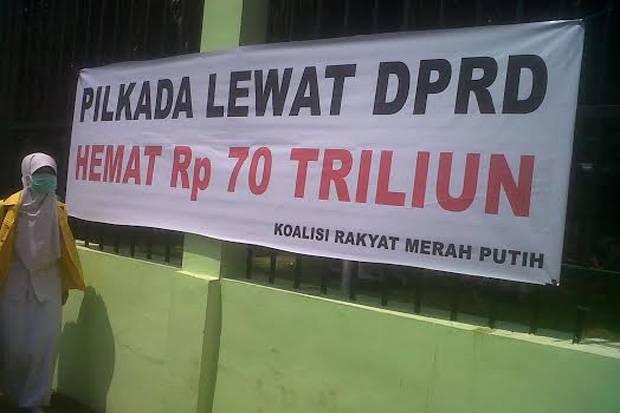 PILKADA LEWAT DPRD
HEMAT Rp 70 TRILIUN
KOALISI RAKYAT MERAH PUTIH